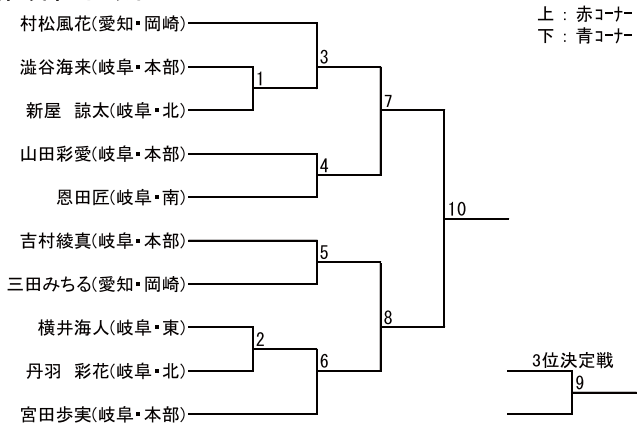 村松風花(愛知・岡崎)
上 : 赤コーナー
下 : 青コーナー
3
澁谷海来(岐阜・本部)
1
7
新屋 諒太(岐阜・北)
山田彩愛(岐阜・本部)
4
恩田匠(岐阜・南)
10
吉村綾真(岐阜・本部)
5
三田みちる(愛知・岡崎)
8
横井海人(岐阜・東)
2
丹羽 彩花(岐阜・北)
6
3位決定戦
9
宮田歩実(岐阜・本部)